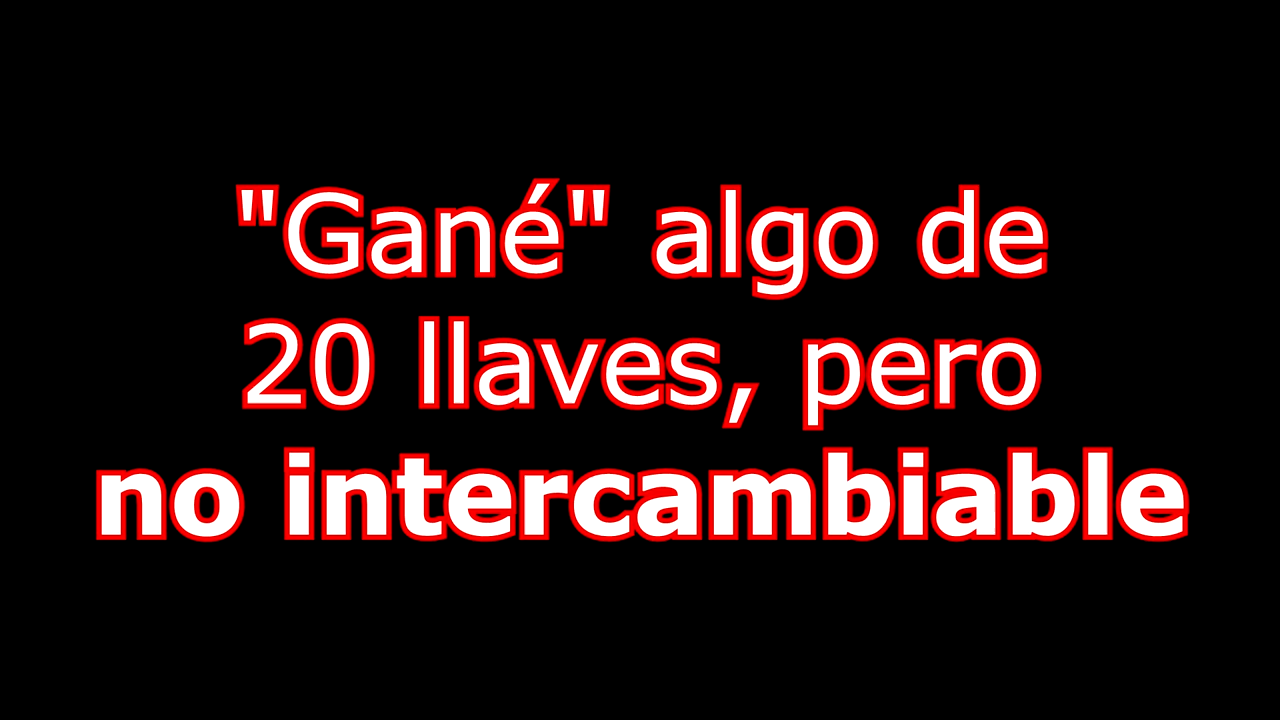 "Gané" algo de
20 llaves, pero
no intercambiable